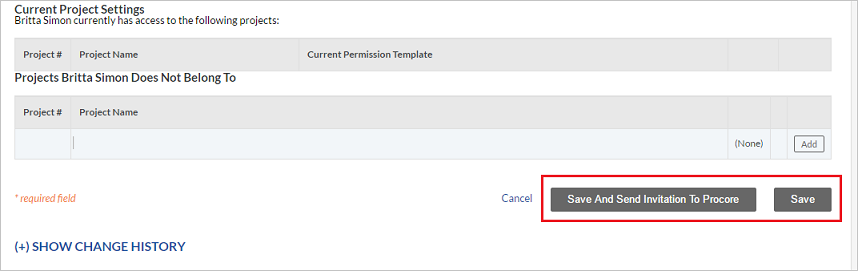 Current Project Settings
Britta Simon currently has access to the following projects:
Project # Project Name Current Permission Template
Projects Britta Simon Does Not Belong To
Project # Project Name
(None) Add
* required field Cancel Save And Send Invitation To Procore Save
(+) SHOW CHANGE HISTORY